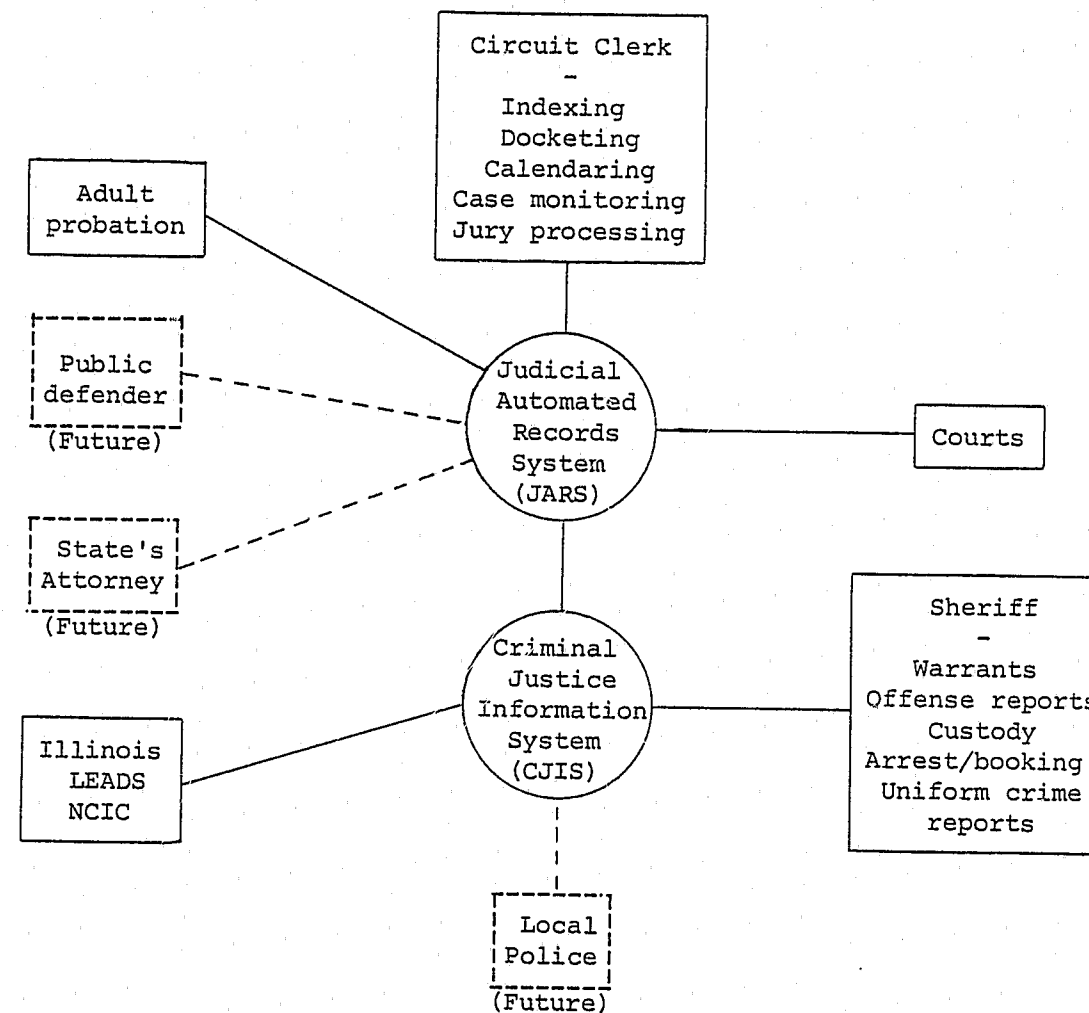 Circuit Clerk
-
Indexing
Docketing
Calendaring
Case monitoring
Jury processing
Adult
probation
Public
defender
(Future)
Judicial
Automated
Records
System
(JARS)
Courts
State's
Attorney
(Future)
Criminal
Justice
Information
System
(CJIS)
Sheriff
-
Warrants
Offense reports
Custody
Arrest/booking
Uniform crime
reports
Illinois
LEADS
NCIC
Local
Police
(Future)